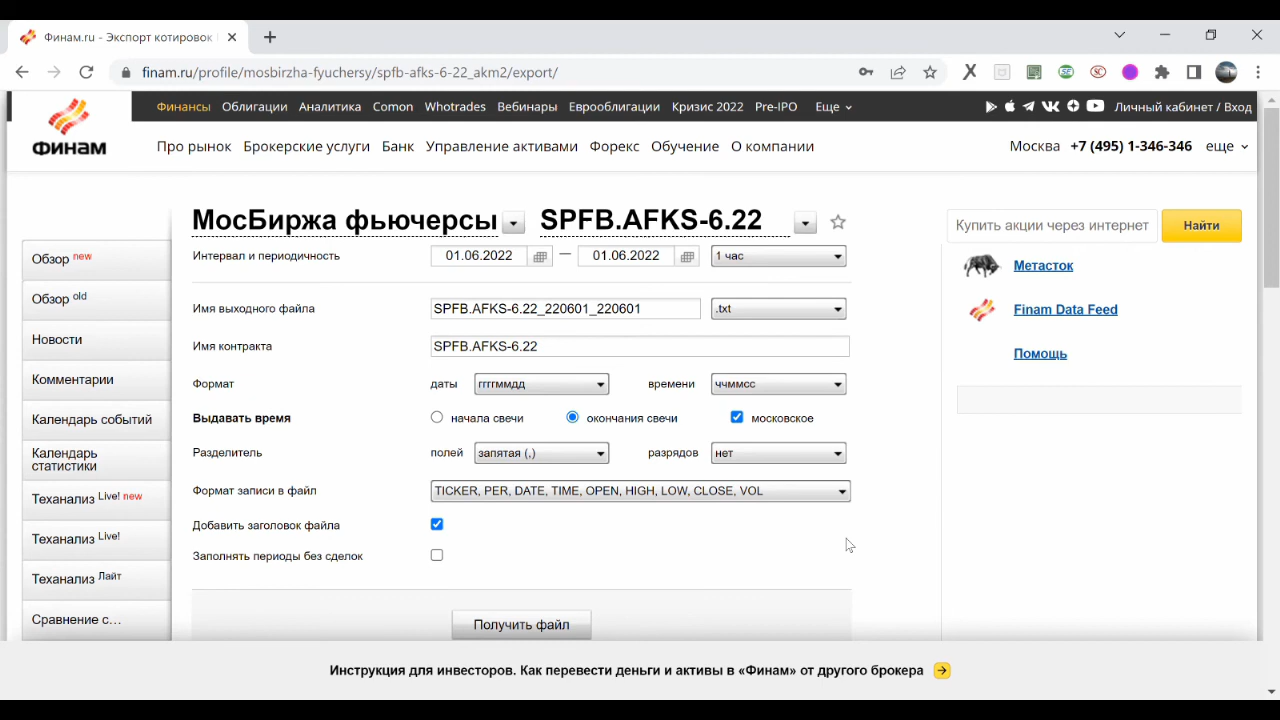 Финам.ru - Экспорт котировок
finam.ru/profile/mosbirzha-fyuchersy/spfb-afks-6-22_akm2/export/
Финансы Облигации Аналитика Comon Whotrades Вебинары Еврооблигации Кризис 2022 Pre-IPO Еще Личный кабинет / Вход
ФИНАМ
Про рынок Брокерские услуги Банк Управление активами Форекс Обучение О компании Москва +7 (495) 1-346-346 еще
МосБиржа фьючерсы SPFB.AFKS-6.22
Купить акции через интернет Найти
Обзор new
Обзор old
Новости
Комментарии
Календарь событий
Календарь
статистики
Теханализ Live! new
Теханализ Live!
Теханализ Лайт
Сравнение с...
Интервал и периодичность 01.06.2022 — 01.06.2022 1 час
Имя выходного файла SPFB.AFKS-6.22_220601_220601 .txt
Имя контракта SPFB.AFKS-6.22
Формат даты ггггммдд времени ччммсс
Выдавать время начала свечи окончания свечи московское
Разделитель полей запятая (,) разрядов нет
Формат записи в файл TICKER, PER, DATE, TIME, OPEN, HIGH, LOW, CLOSE, VOL
Добавить заголовок файла
Заполнять периоды без сделок
Получить файл
Метасток
Finam Data Feed
Помощь
Инструкция для инвесторов. Как перевести деньги и активы в «Финам» от другого брокера